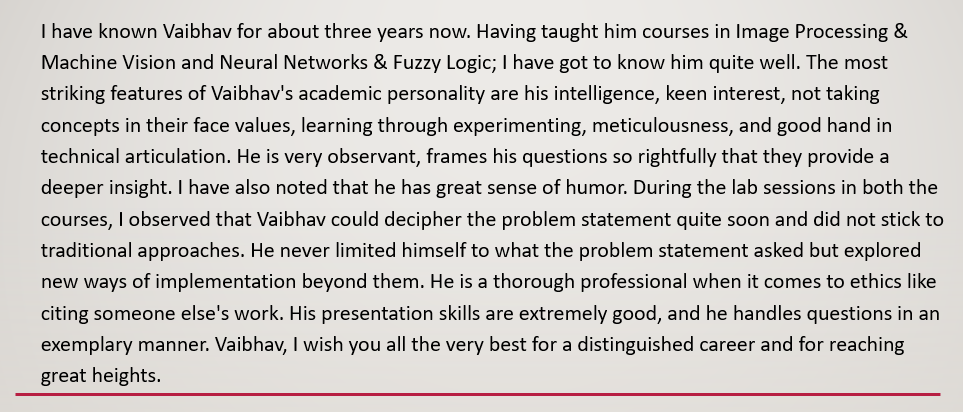 I have known Vaibhav for about three years now. Having taught him courses in Image Processing &
Machine Vision and Neural Networks & Fuzzy Logic; I have got to know him quite well. The most
striking features of Vaibhav's academic personality are his intelligence, keen interest, not taking
concepts in their face values, learning through experimenting, meticulousness, and good hand in
technical articulation. He is very observant, frames his questions so rightfully that they provide a
deeper insight. I have also noted that he has great sense of humor. During the lab sessions in both the
courses, I observed that Vaibhav could decipher the problem statement quite soon and did not stick to
traditional approaches. He never limited himself to what the problem statement asked but explored
new ways of implementation beyond them. He is a thorough professional when it comes to ethics like
citing someone else's work. His presentation skills are extremely good, and he handles questions in an
exemplary manner. Vaibhav, I wish you all the very best for a distinguished career and for reaching
great heights.